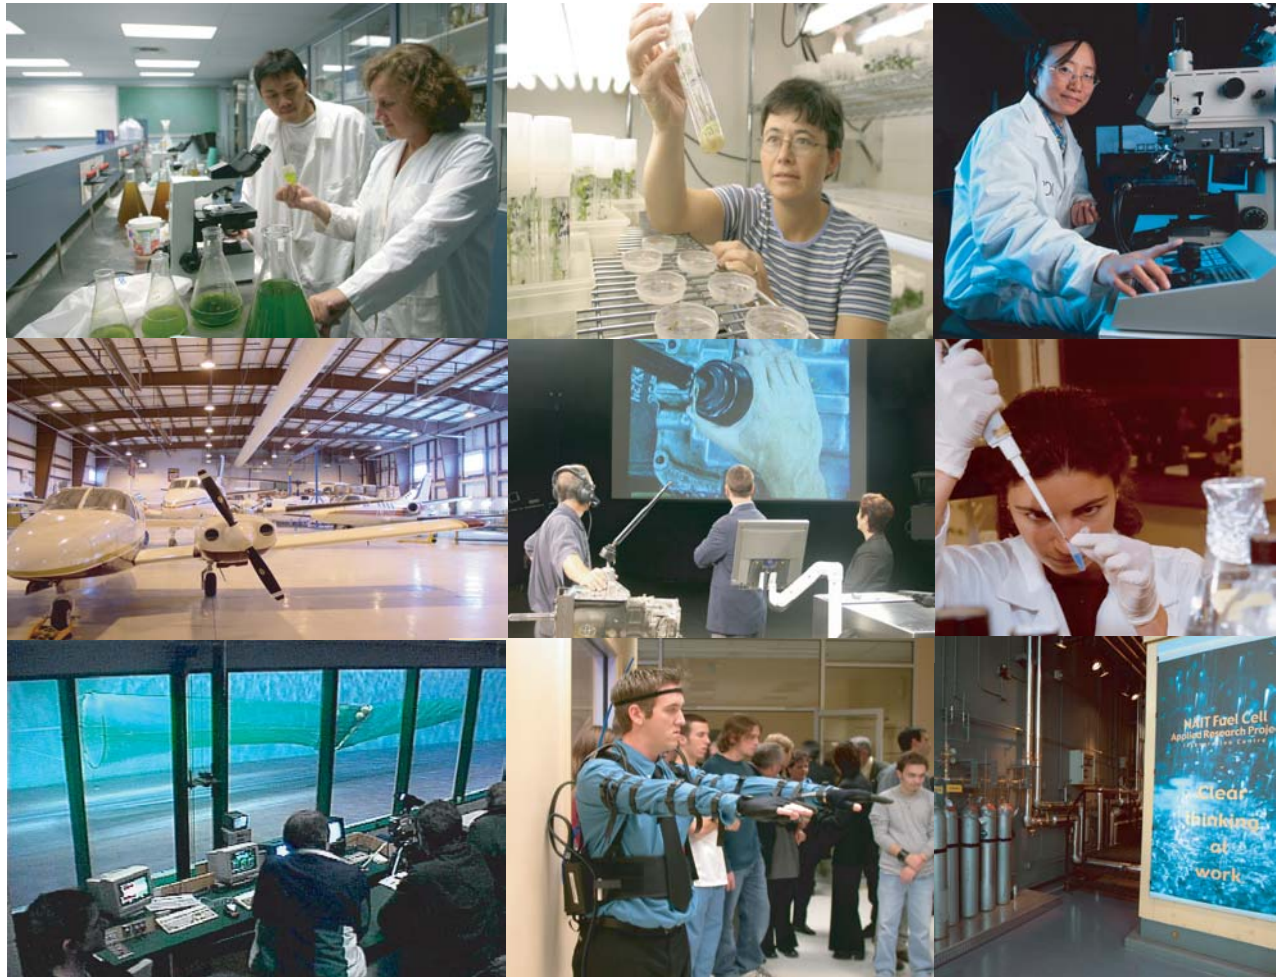 NAIT Fuel Cell
Applied Research Project
Clear
thinking
at
work